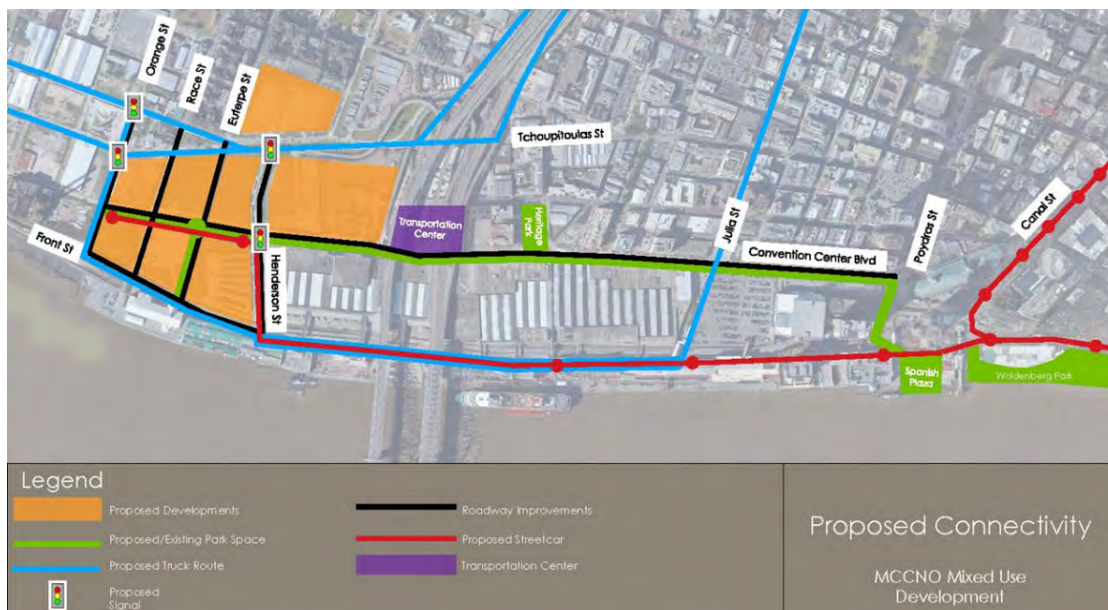 Orange St
Race St
Euterpe St
Tchoupitoulas St
Canal St
Julia St
Poydras St
Heritage
Park
Transportation
Center
Front St
Henderson St
Convention Center Blvd
Spanish
Plaza
Woldenberg Park
Legend
Proposed Developments
Roadway Improvements
Proposed/Existing Park Space
Proposed Streetcar
Proposed Truck Route
Transportation Center
Proposed
Signal
Proposed Connectivity
MCCNO Mixed Use
Development